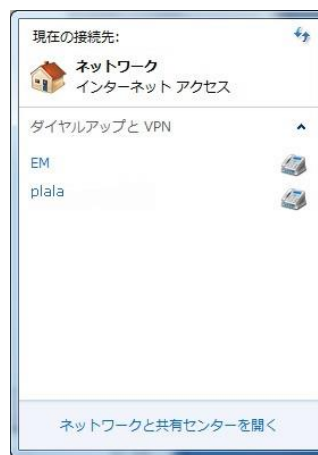 現在の接続先:
ネットワーク
インターネット アクセス
ダイヤルアップと VPN
EM
plala
ネットワークと共有センターを開く